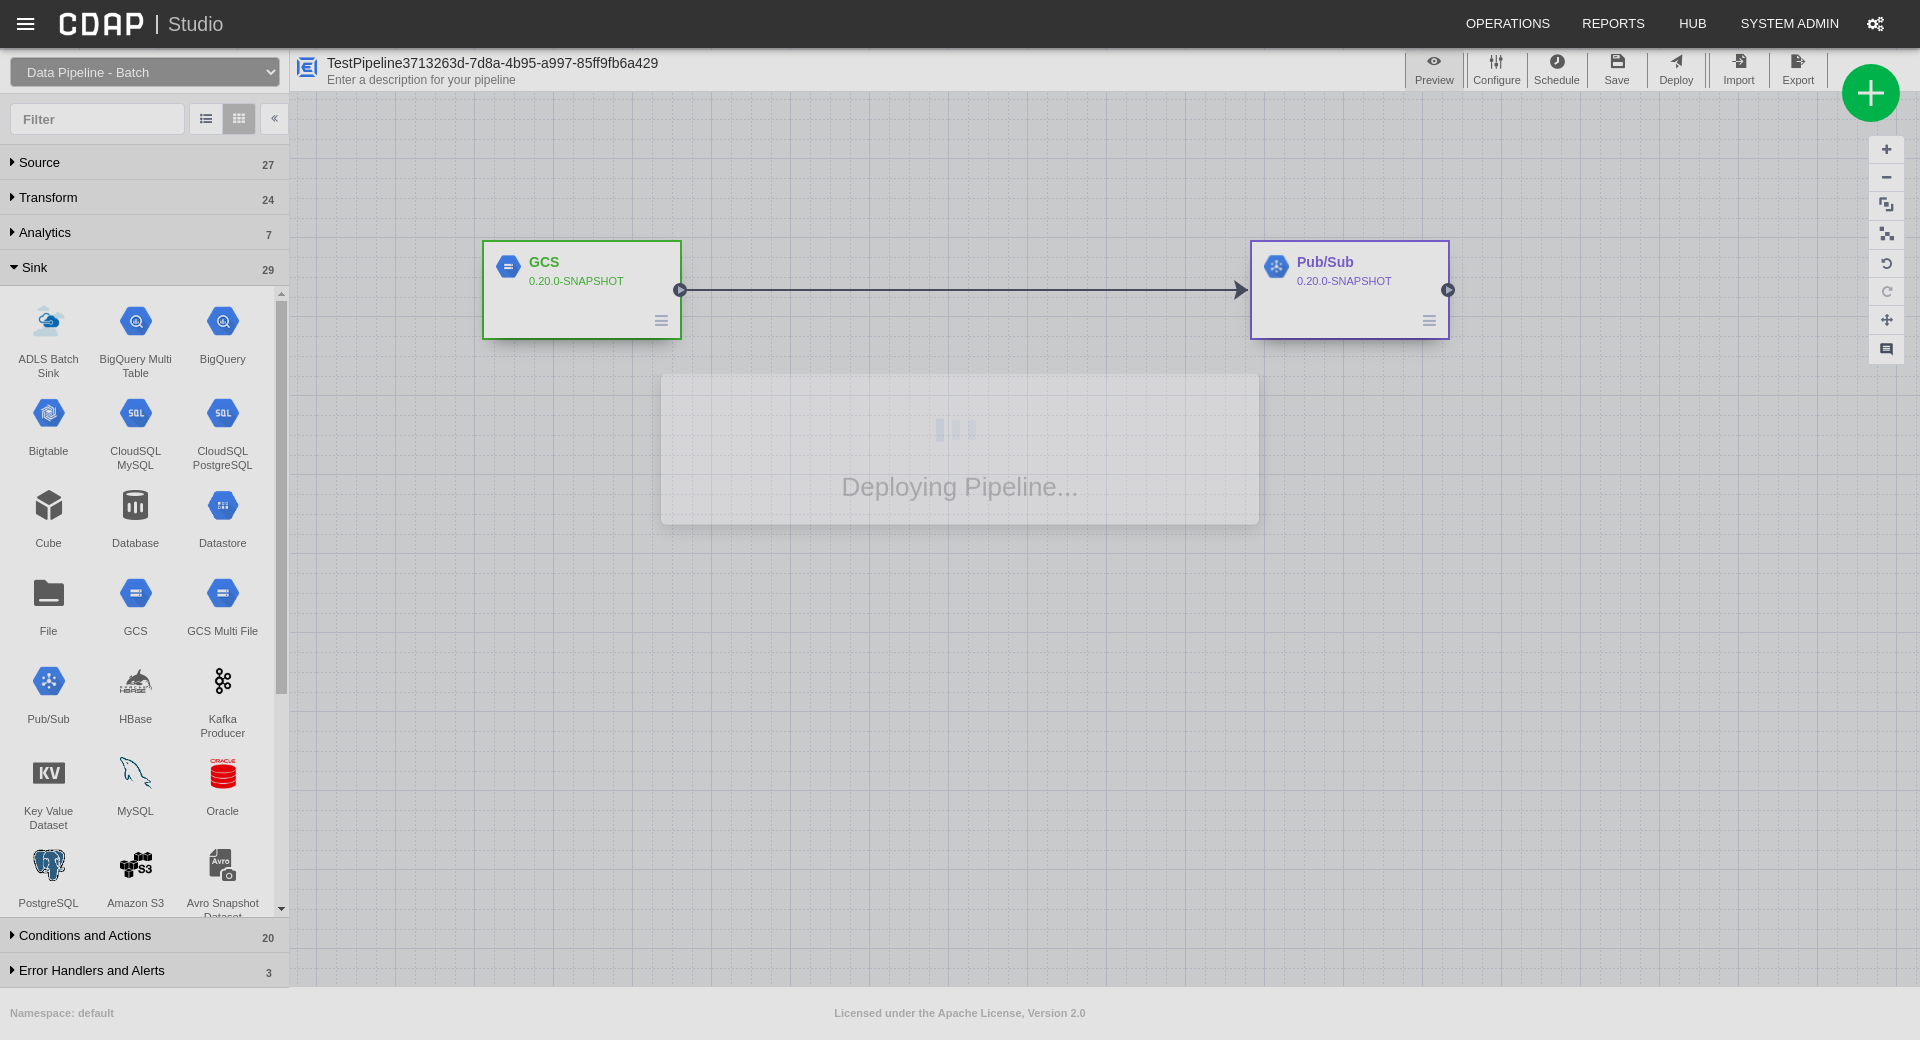 CDAP | Studio
OPERATIONS REPORTS HUB SYSTEM ADMIN
Data Pipeline - Batch
TestPipeline3713263d-7d8a-4b95-a997-85ff9fb6a429
Enter a description for your pipeline
Preview Configure Schedule Save Deploy Import Export
Filter
Source 27
Transform 24
Analytics 7
Sink 29
ADLS Batch Sink
BigQuery Multi Table
BigQuery
Bigtable
SQL
CloudSQL MySQL
SQL
CloudSQL PostgreSQL
Cube
Database
Datastore
File
GCS
GCS Multi File
Pub/Sub
HBASE
HBase
Kafka Producer
KV
Key Value Dataset
MySQL
ORACLE
Oracle
PostgreSQL
S3
Amazon S3
Avro
Avro Snapshot Dataset
Conditions and Actions 20
Error Handlers and Alerts 3
GCS
0.20.0-SNAPSHOT
Pub/Sub
0.20.0-SNAPSHOT
Deploying Pipeline...
Namespace: default
Licensed under the Apache License, Version 2.0